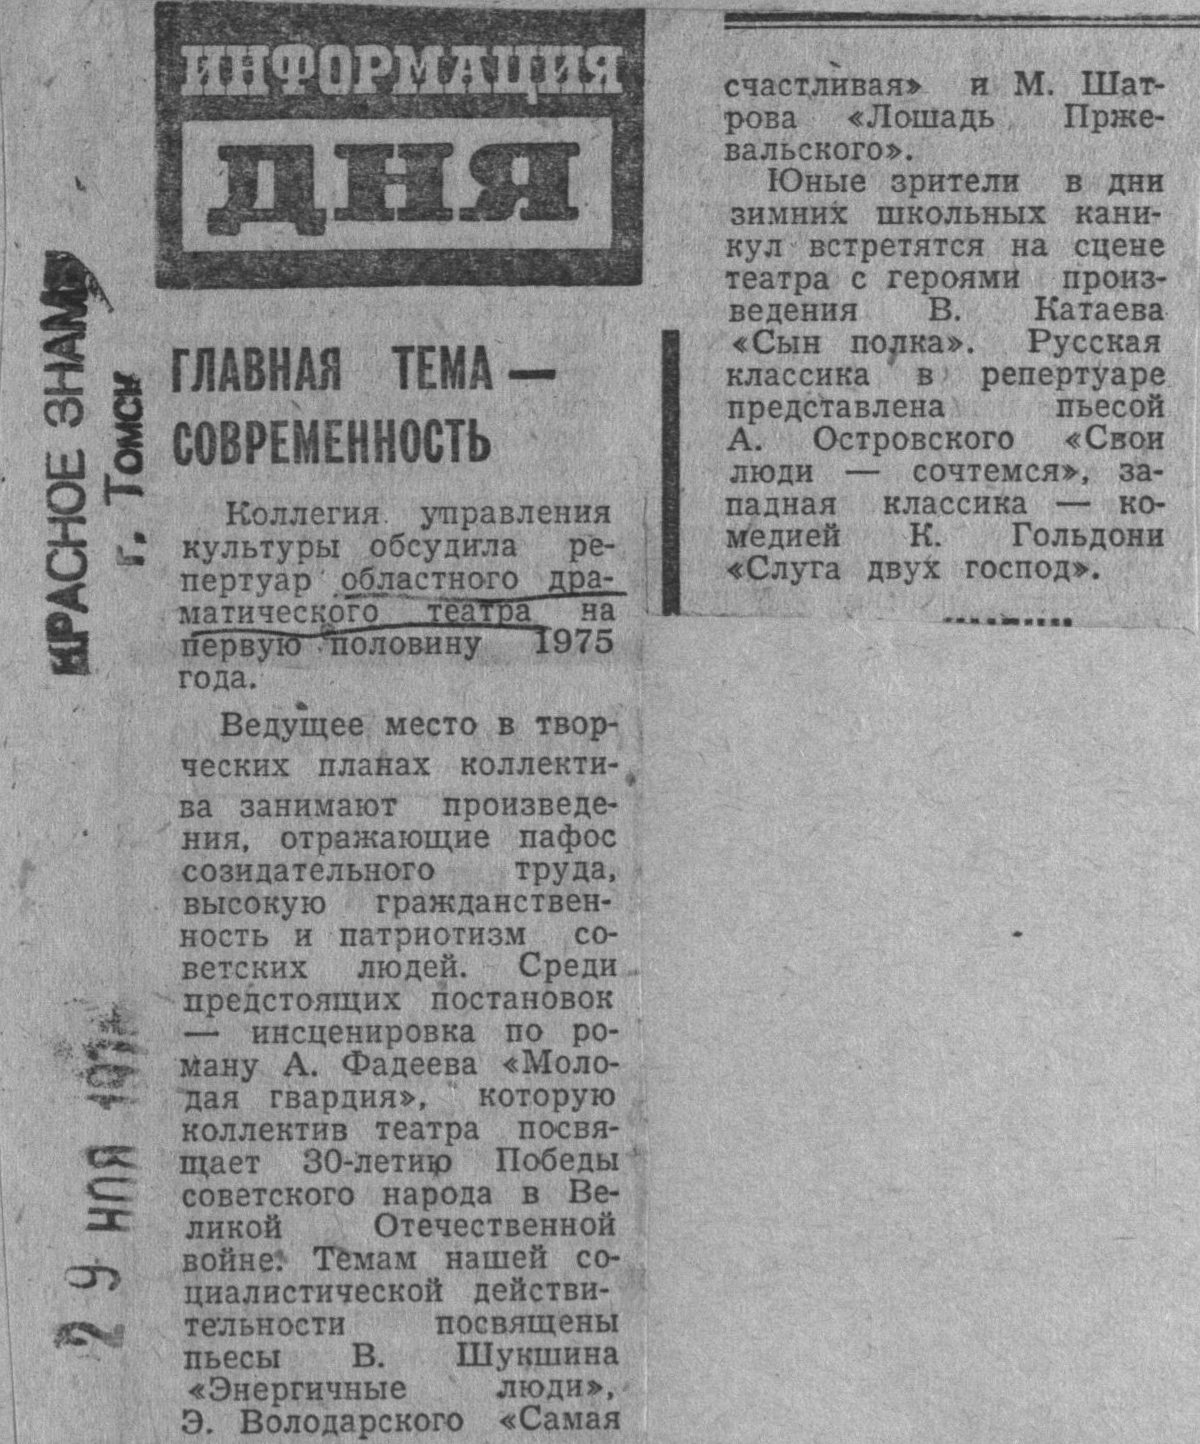 ИНФОРМАЦИЯ
ДНЯ
КРАСНОЕ ЗНАМЯ
г. Томск
29 НОЯ 197
ГЛАВНАЯ ТЕМА —
СОВРЕМЕННОСТЬ
Коллегия управления
культуры обсудила ре-
пертуар областного дра-
матического театра на
первую половину 1975
года.
Ведущее место в твор-
ческих планах коллекти-
ва занимают произведе-
ния, отражающие пафос
созидательного труда,
высокую гражданствен-
ность и патриотизм со-
ветских людей. Среди
предстоящих постановок
— инсценировка по ро-
ману А. Фадеева «Моло-
дая гвардия», которую
коллектив театра посвя-
щает 30-летию Победы
советского народа в Ве-
ликой Отечественной
войне. Темам нашей со-
циалистической действи-
тельности посвящены
пьесы В. Шукшина
«Энергичные люди»,
Э. Володарского «Самая
счастливая» и М. Шат-
рова «Лошадь Прже-
вальского».
Юные зрители в дни
зимних школьных кани-
кул встретятся на сцене
театра с героями произ-
ведения В. Катаева
«Сын полка». Русская
классика в репертуаре
представлена пьесой
А. Островского «Свои
люди — сочтемся», за-
падная классика — ко-
медией К. Гольдони
«Слуга двух господ».